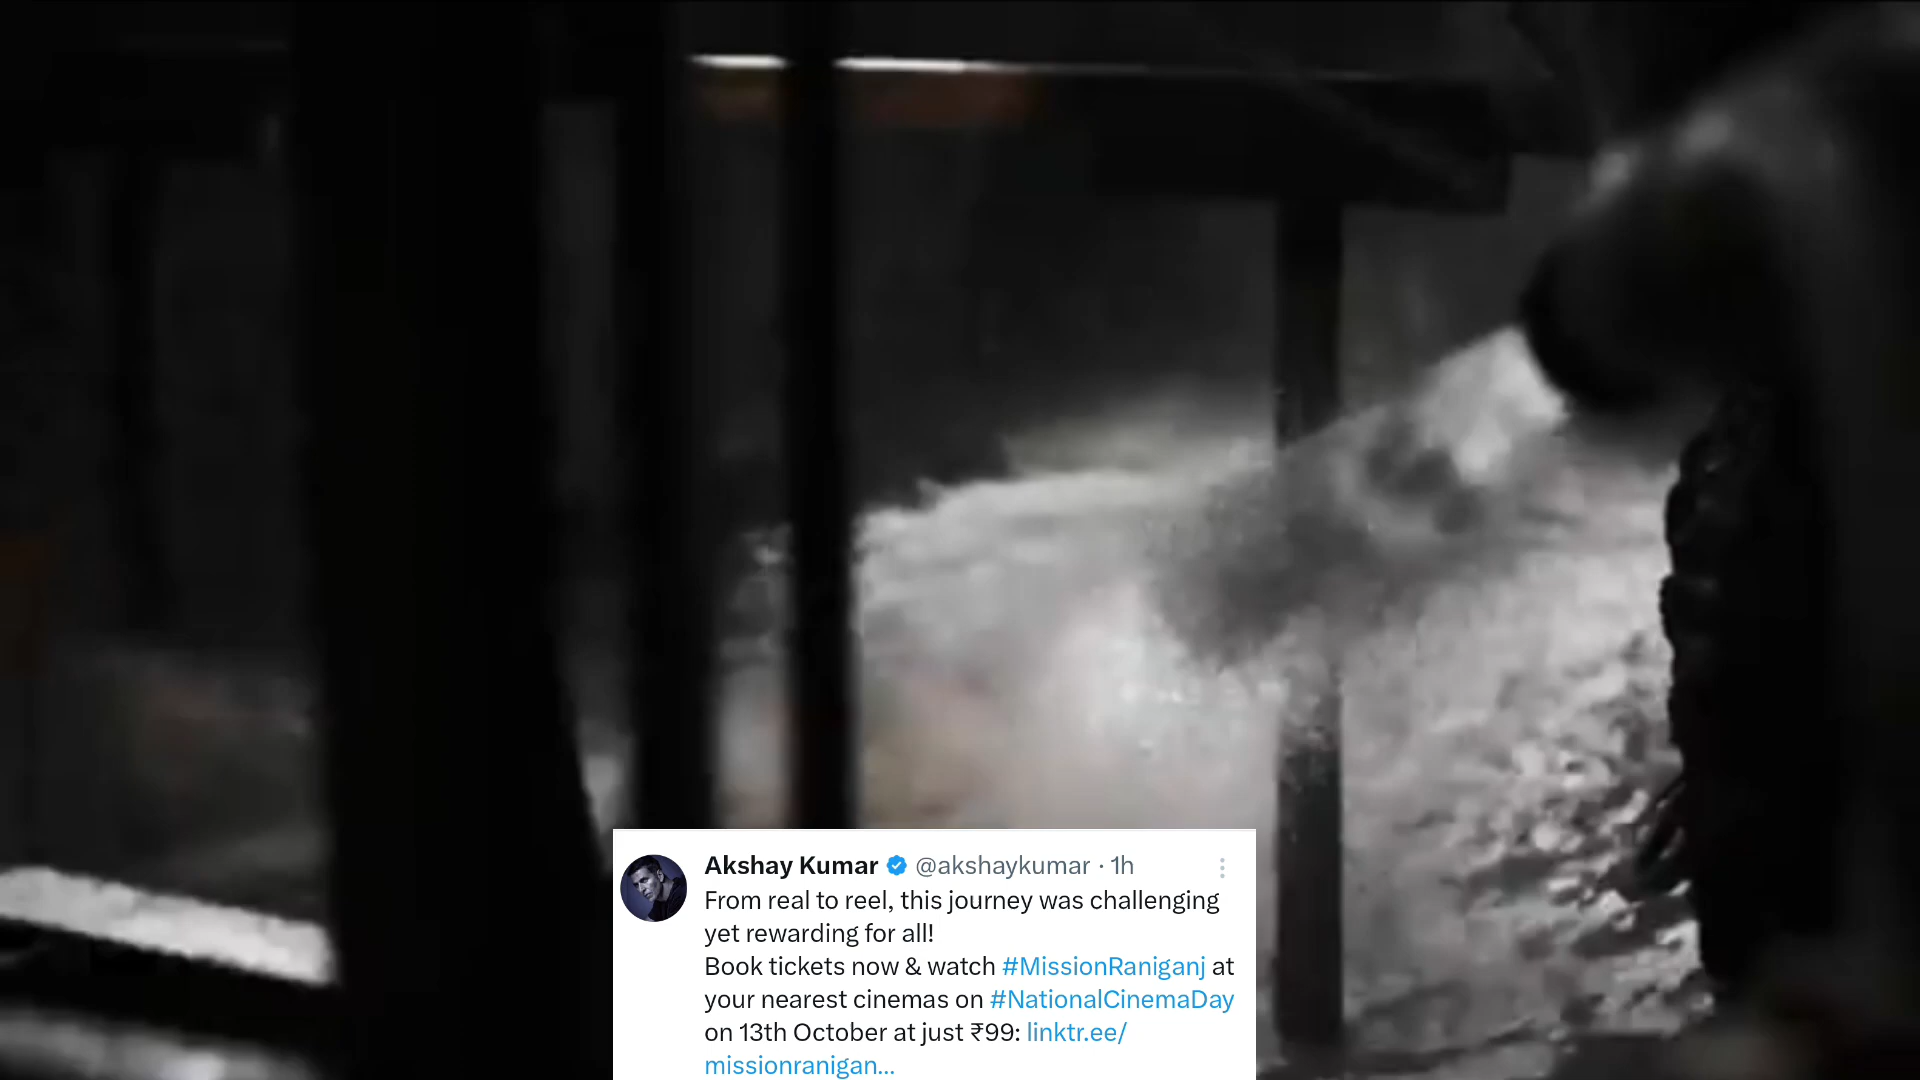 Akshay Kumar @akshaykumar · 1h
From real to reel, this journey was challenging
yet rewarding for all!
Book tickets now & watch #MissionRaniganj at
your nearest cinemas on #NationalCinemaDay
on 13th October at just ₹99: linktr.ee/
missionranigan...